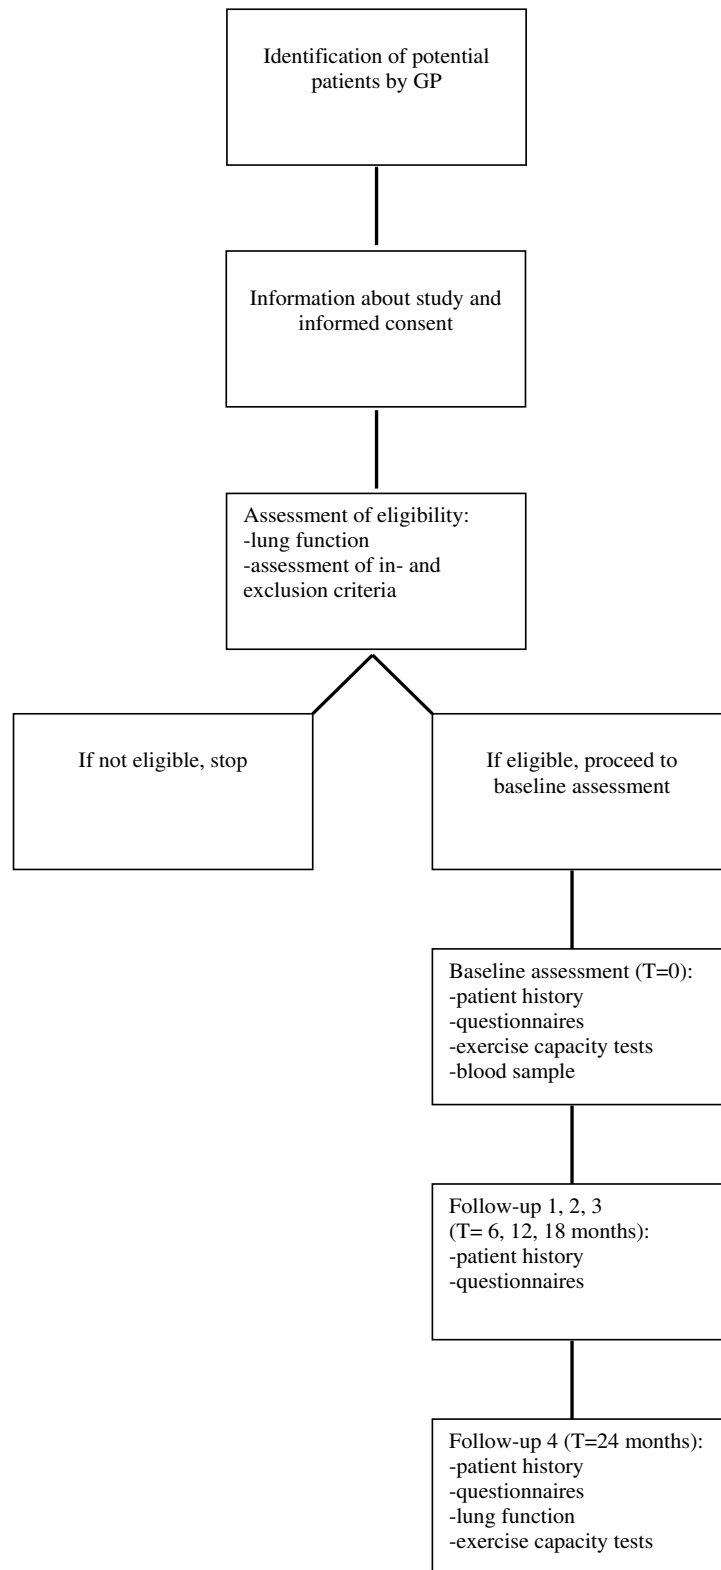 Identification of potential
patients by GP
Information about study and
informed consent
Assessment of eligibility:
-lung function
-assessment of in- and
exclusion criteria
If not eligible, stop
If eligible, proceed to
baseline assessment
Baseline assessment (T=0):
-patient history
-questionnaires
-exercise capacity tests
-blood sample
Follow-up 1, 2, 3
(T= 6, 12, 18 months):
-patient history
-questionnaires
Follow-up 4 (T=24 months):
-patient history
-questionnaires
-lung function
-exercise capacity tests